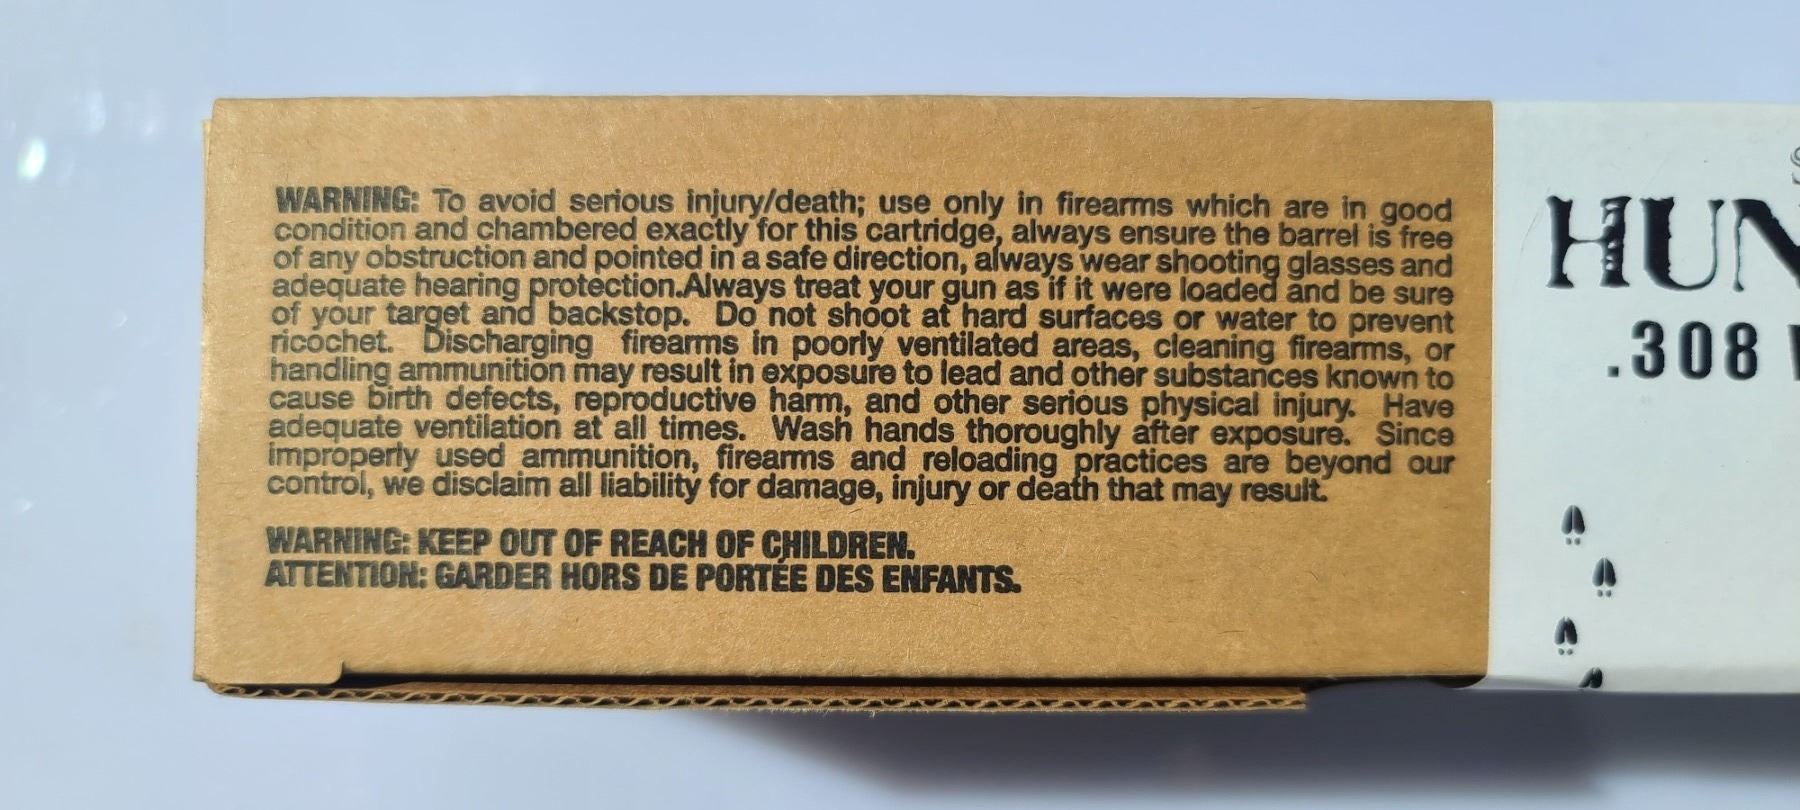 WARNING: To avoid serious injury/death; use only in firearms which are in good
condition and chambered exactly for this cartridge, always ensure the barrel is free
of any obstruction and pointed in a safe direction, always wear shooting glasses and
adequate hearing protection.Always treat your gun as if it were loaded and be sure
of your target and backstop. Do not shoot at hard surfaces or water to prevent
ricochet. Discharging firearms in poorly ventilated areas, cleaning firearms, or
handling ammunition may result in exposure to lead and other substances known to
cause birth defects, reproductive harm, and other serious physical injury. Have
adequate ventilation at all times. Wash hands thoroughly after exposure. Since
improperly used ammunition, firearms and reloading practices are beyond our
control, we disclaim all liability for damage, injury or death that may result.
WARNING: KEEP OUT OF REACH OF CHILDREN.
ATTENTION: GARDER HORS DE PORTÉE DES ENFANTS.
HUN
.308